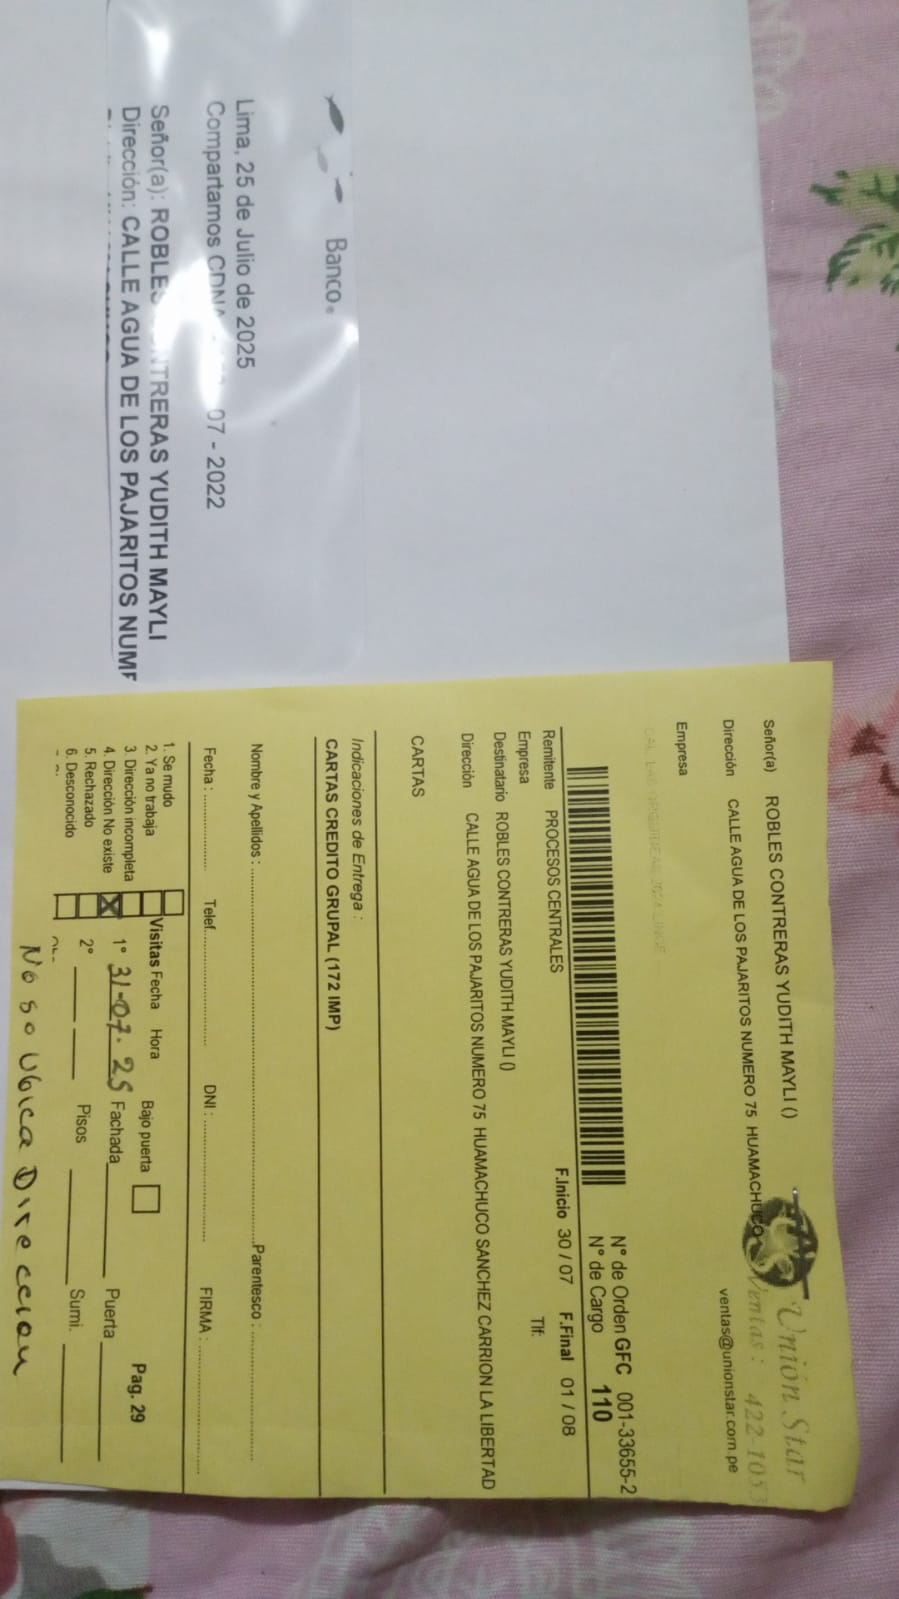 Banco
Lima, 25 de Julio de 2025
Compartamos 07 - 2022
Señor(a): ROBLES CONTRERAS YUDITH MAYLI
Dirección: CALLE AGUA DE LOS PAJARITOS NUME
Unión Star
Ventas: 422-105
ventas@unionstar.com.pe
Señor(a) ROBLES CONTRERAS YUDITH MAYLI ()
Dirección CALLE AGUA DE LOS PAJARITOS NUMERO 75 HUAMACHUCO
Empresa
N° de Orden GFC 001-33655-2
N° de Cargo 110
F.Inicio 30 / 07 F.Final 01 / 08
Remitente PROCESOS CENTRALES
Empresa Tlf:
Destinatario ROBLES CONTRERAS YUDITH MAYLI ()
Dirección CALLE AGUA DE LOS PAJARITOS NUMERO 75 HUAMACHUCO SANCHEZ CARRION LA LIBERTAD
CARTAS
Indicaciones de Entrega :
CARTAS CREDITO GRUPAL (172 IMP)
Nombre y Apellidos : Parentesco :
Fecha : Telef. DNI : FIRMA :
1. Se mudo
2. Ya no trabaja Visitas Fecha Hora Bajo puerta Pag. 29
3. Dirección incompleta
4. Dirección No existe 1° 31-07-25 Fachada Puerta
5. Rechazado 2° Pisos Sumi.
6. Desconocido
No so Ubica Direccion